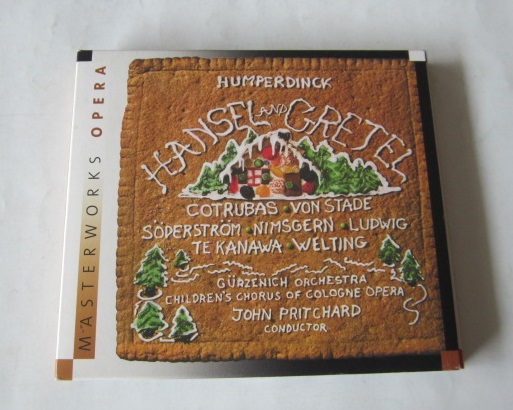 MASTERWORKS OPERA
HUMPERDINCK
HANSEL AND GRETEL
COTRUBAS • VON STADE
SÖDERSTRÖM • NIMSGERN • LUDWIG
TE KANAWA • WELTING
GÜRZENICH ORCHESTRA
CHILDREN'S CHORUS OF COLOGNE OPERA
JOHN PRITCHARD
CONDUCTOR